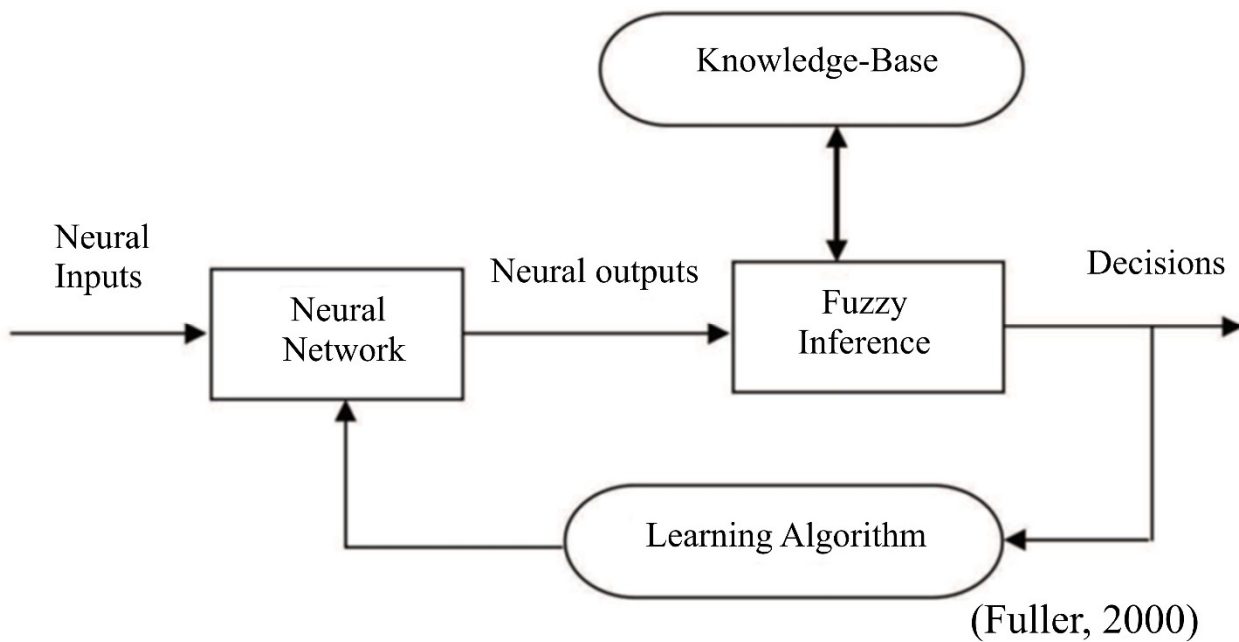 Knowledge-Base
Neural
Inputs
Neural
Network
Neural outputs
Fuzzy
Inference
Decisions
Learning Algorithm
(Fuller, 2000)